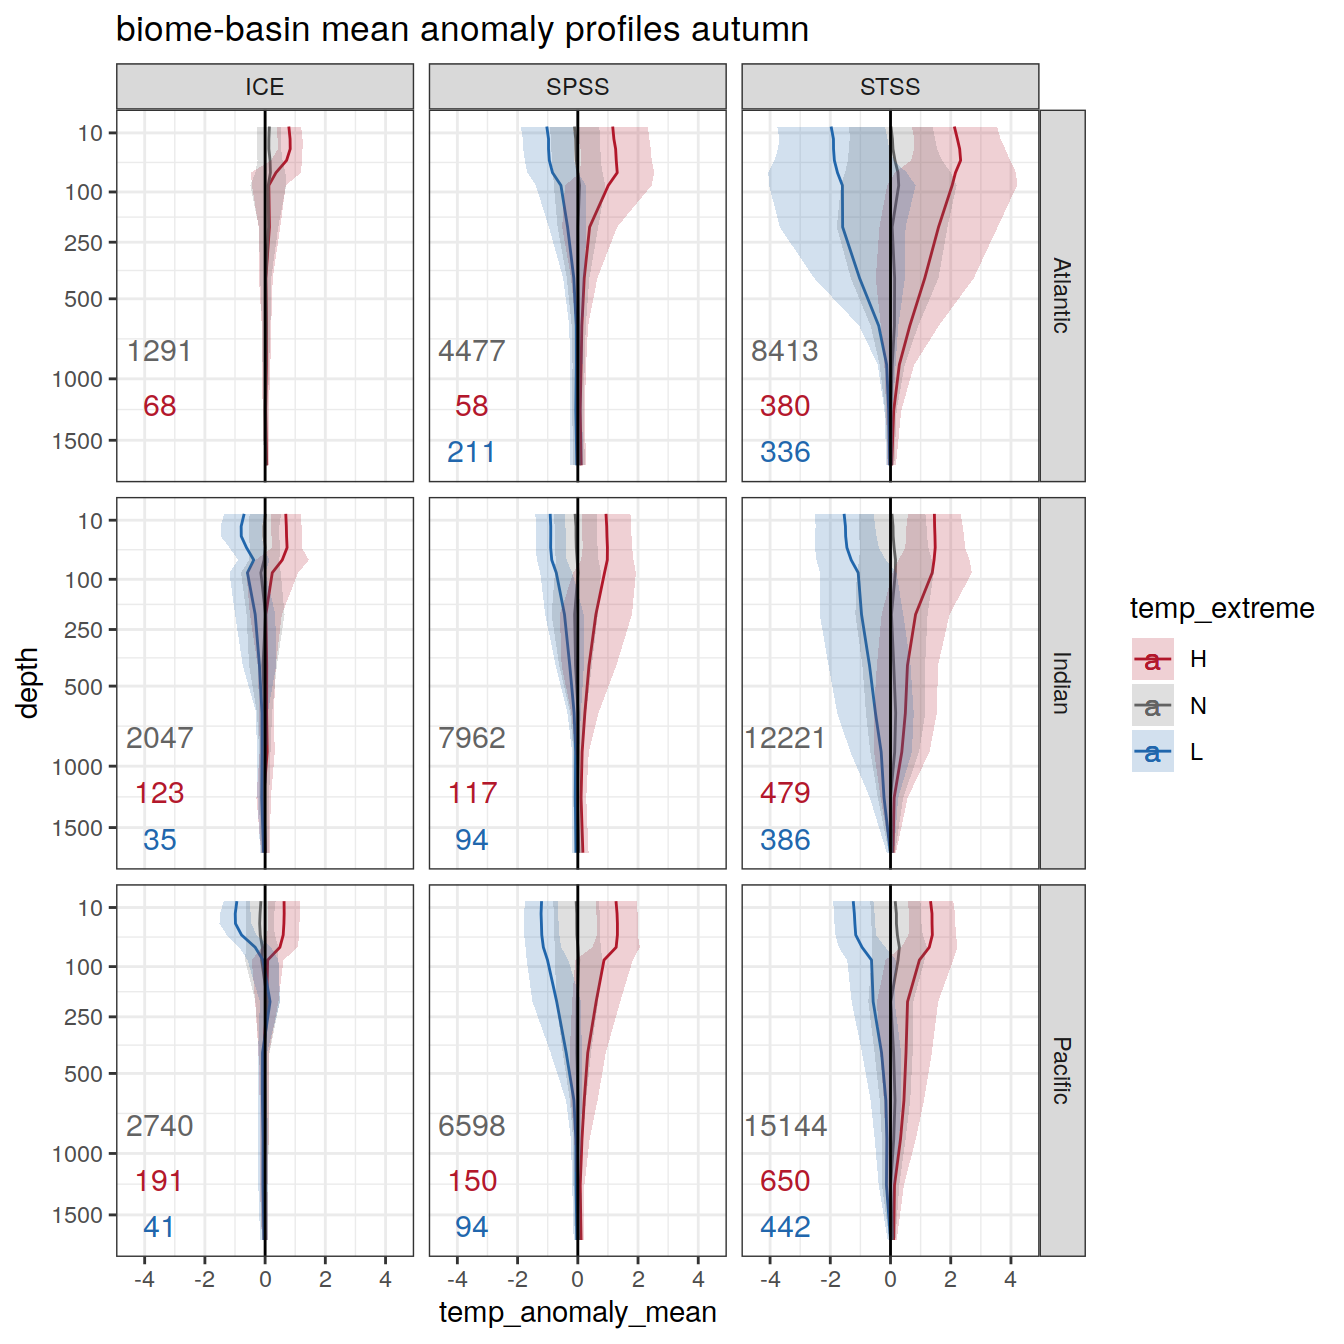 biome-basin mean anomaly profiles autumn
ICE
SPSS
STSS
10
100
250
500
1000
1500
1291
68
4477
58
211
8413
380
336
Atlantic
10
100
250
500
1000
1500
2047
123
35
7962
117
94
12221
479
386
Indian
10
100
250
500
1000
1500
2740
191
41
6598
150
94
15144
650
442
Pacific
-4 -2 0 2 4
-4 -2 0 2 4
-4 -2 0 2 4
temp_anomaly_mean
depth
temp_extreme
a H
a N
a L